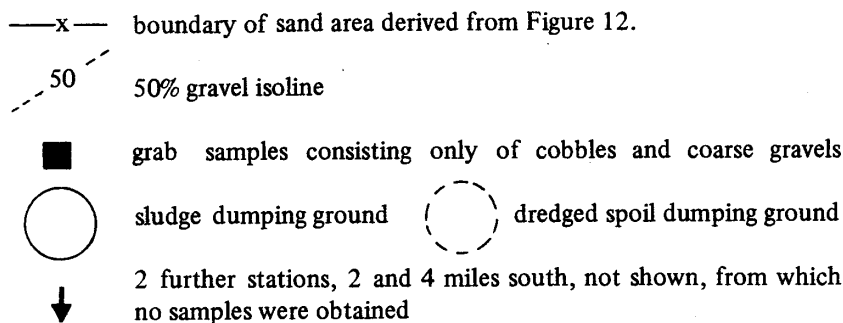 x boundary of sand area derived from Figure 12.
50 50% gravel isoline
grab samples consisting only of cobbles and coarse gravels
sludge dumping ground dredged spoil dumping ground
2 further stations, 2 and 4 miles south, not shown, from which
no samples were obtained